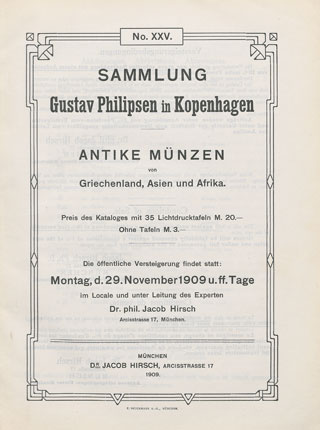 No. XXV.
SAMMLUNG
Gustav Philipsen in Kopenhagen
ANTIKE MÜNZEN
von
Griechenland, Asien und Afrika.
Preis des Kataloges mit 35 Lichtdrucktafeln M. 20.—
Ohne Tafeln M. 3.—
Die öffentliche Versteigerung findet statt:
Montag, d. 29. November 1909 u. ff. Tage
im Locale und unter Leitung des Experten
Dr. phil. Jacob Hirsch
Arcisstrasse 17, München.
MÜNCHEN
DR. JACOB HIRSCH, ARCISSTRASSE 17
1909.